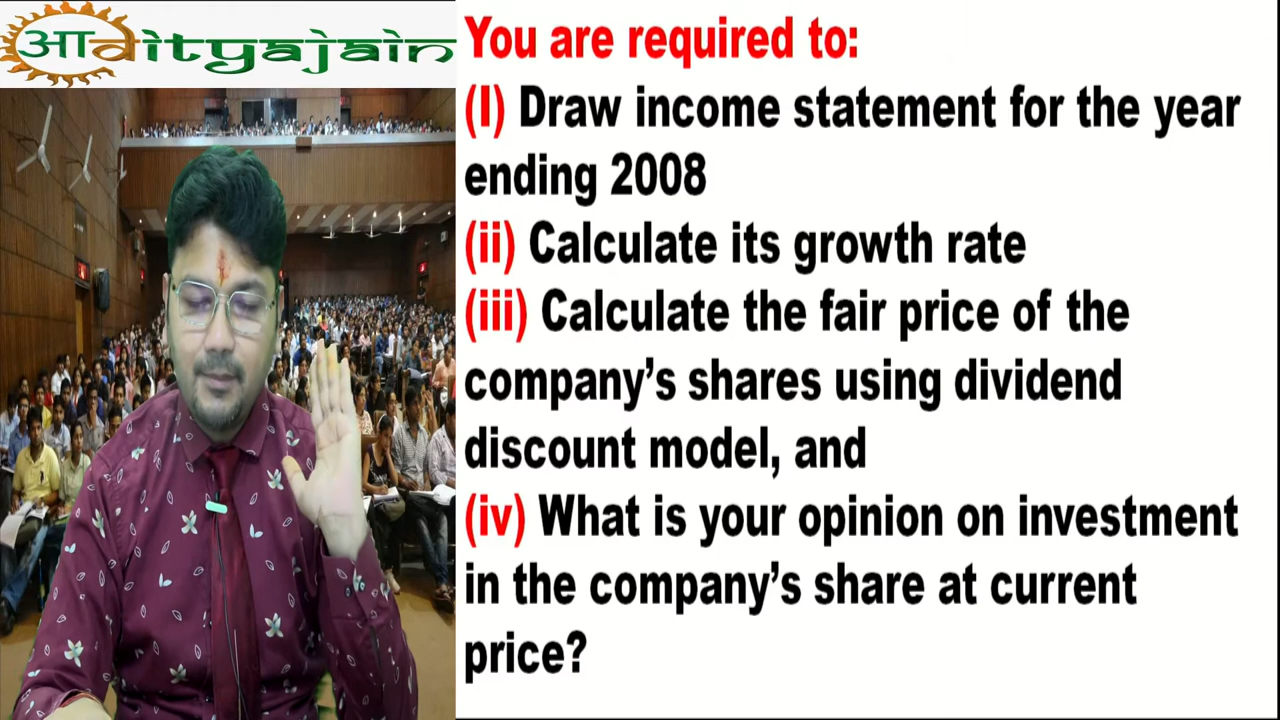 आdityajain
You are required to:
(I) Draw income statement for the year
ending 2008
(ii) Calculate its growth rate
(iii) Calculate the fair price of the
company's shares using dividend
discount model, and
(iv) What is your opinion on investment
in the company's share at current
price?